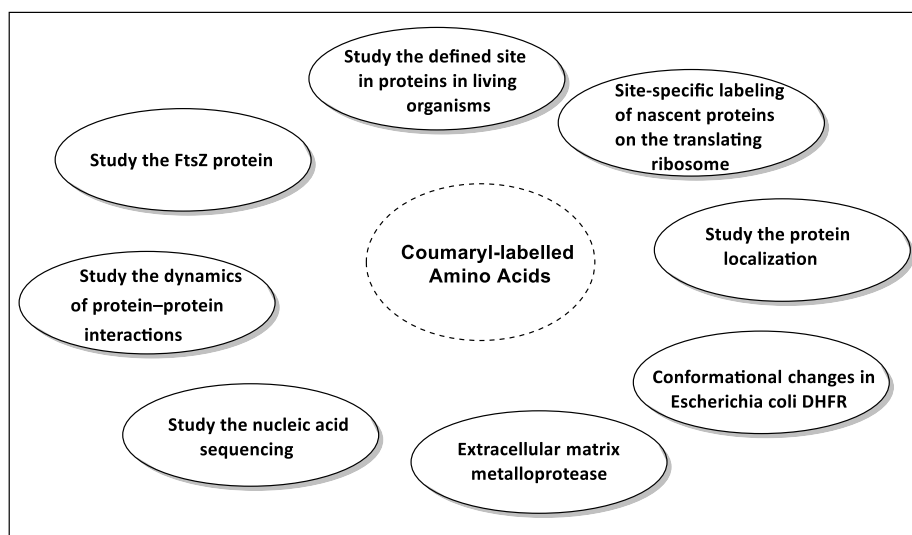 Study the defined site
in proteins in living
organisms
Site-specific labeling
of nascent proteins
on the translating
ribosome
Study the FtsZ protein
Coumaryl-labelled
Amino Acids
Study the protein
localization
Study the dynamics
of protein–protein
interactions
Conformational changes in
Escherichia coli DHFR
Study the nucleic acid
sequencing
Extracellular matrix
metalloprotease